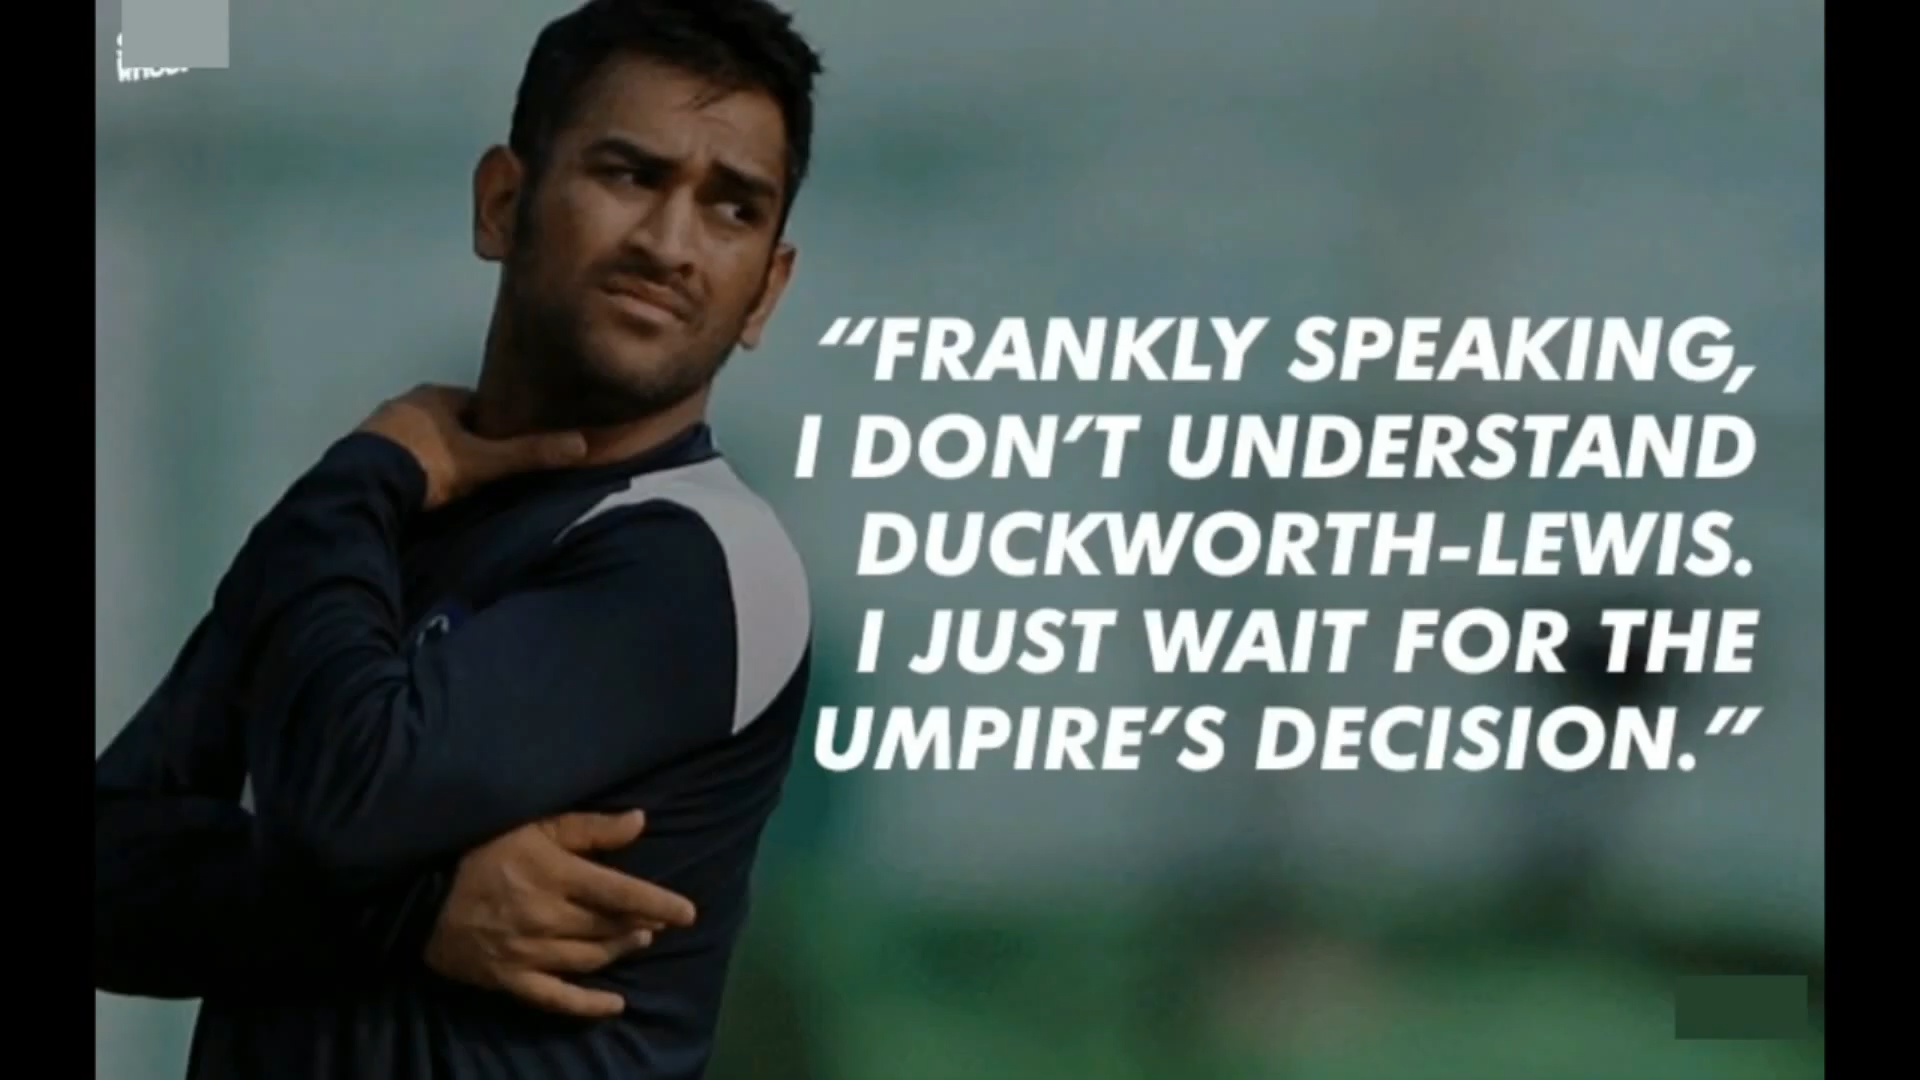 “FRANKLY SPEAKING,
I DON’T UNDERSTAND
DUCKWORTH-LEWIS.
I JUST WAIT FOR THE
UMPIRE’S DECISION.”